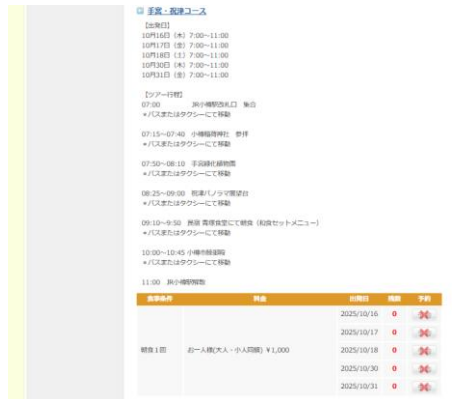 手宮・祝津コース
【出発日】
10月16日（木）7:00～11:00
10月17日（金）7:00～11:00
10月18日（土）7:00～11:00
10月30日（木）7:00～11:00
10月31日（金）7:00～11:00
【ツアー行程】
07:00 JR小樽駅改札口 集合
*バスまたはタクシーにて移動
07:15～07:40 小樽稲荷神社 参拝
*バスまたはタクシーにて移動
07:50～08:10 手宮緑化植物園
*バスまたはタクシーにて移動
08:25～09:00 祝津パノラマ展望台
*バスまたはタクシーにて移動
09:10～9:50 民宿 青塚食堂にて朝食（和食セットメニュー）
*バスまたはタクシーにて移動
10:00～10:45 小樽市鰊御殿
*バスまたはタクシーにて移動
11:00 JR小樽駅解散
食事条件 料金 出発日 残数 予約
2025/10/16 0
2025/10/17 0
朝食1回 お一人様(大人・小人同額) ¥1,000 2025/10/18 0
2025/10/30 0
2025/10/31 0